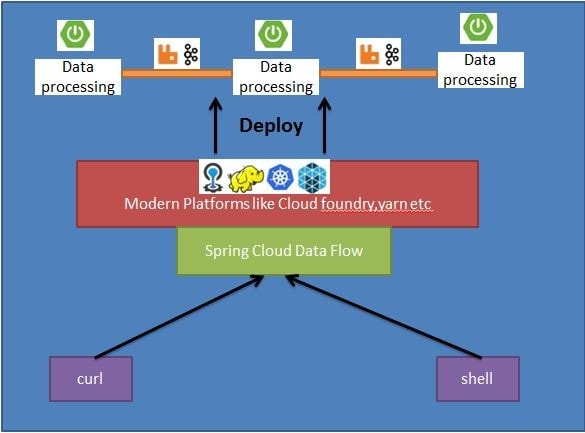 Data
processing
Data
processing
Data
processing
Deploy
Modern Platforms like Cloud foundry,yarn etc
Spring Cloud Data Flow
curl
shell